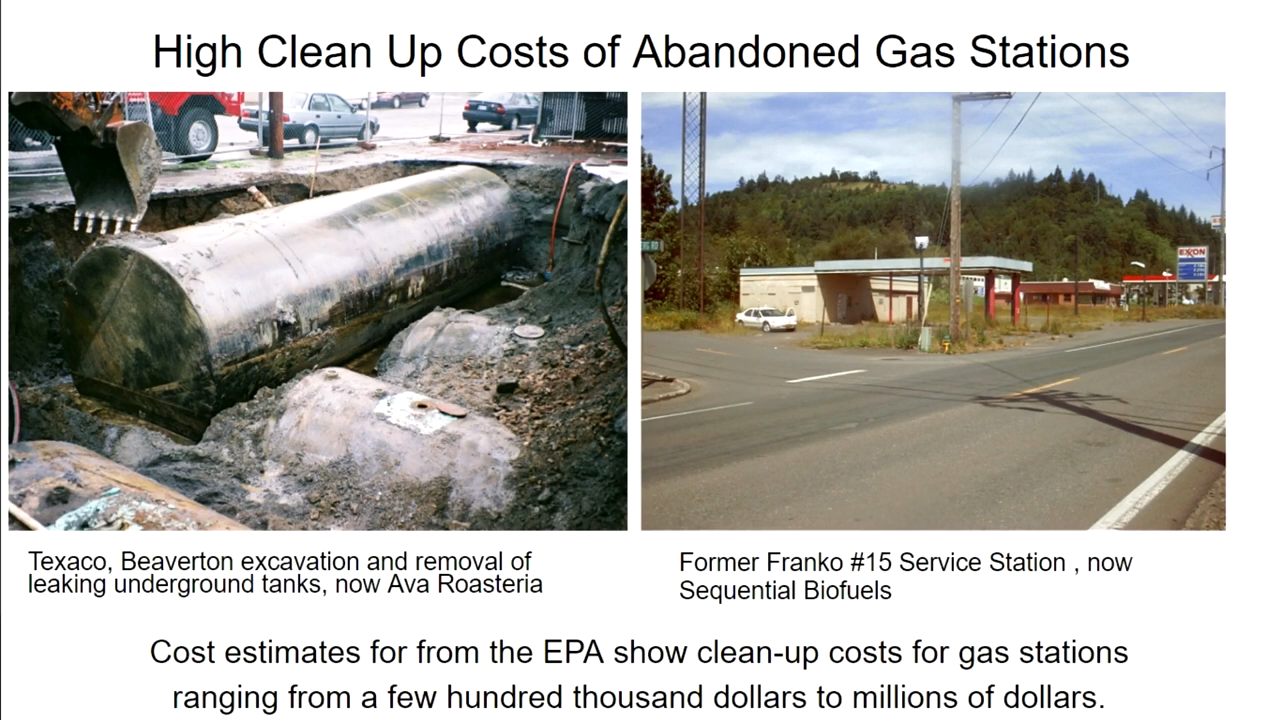 High Clean Up Costs of Abandoned Gas Stations
EXXON
Texaco, Beaverton excavation and removal of
leaking underground tanks, now Ava Roasteria
Former Franko #15 Service Station , now
Sequential Biofuels
Cost estimates for from the EPA show clean-up costs for gas stations
ranging from a few hundred thousand dollars to millions of dollars.